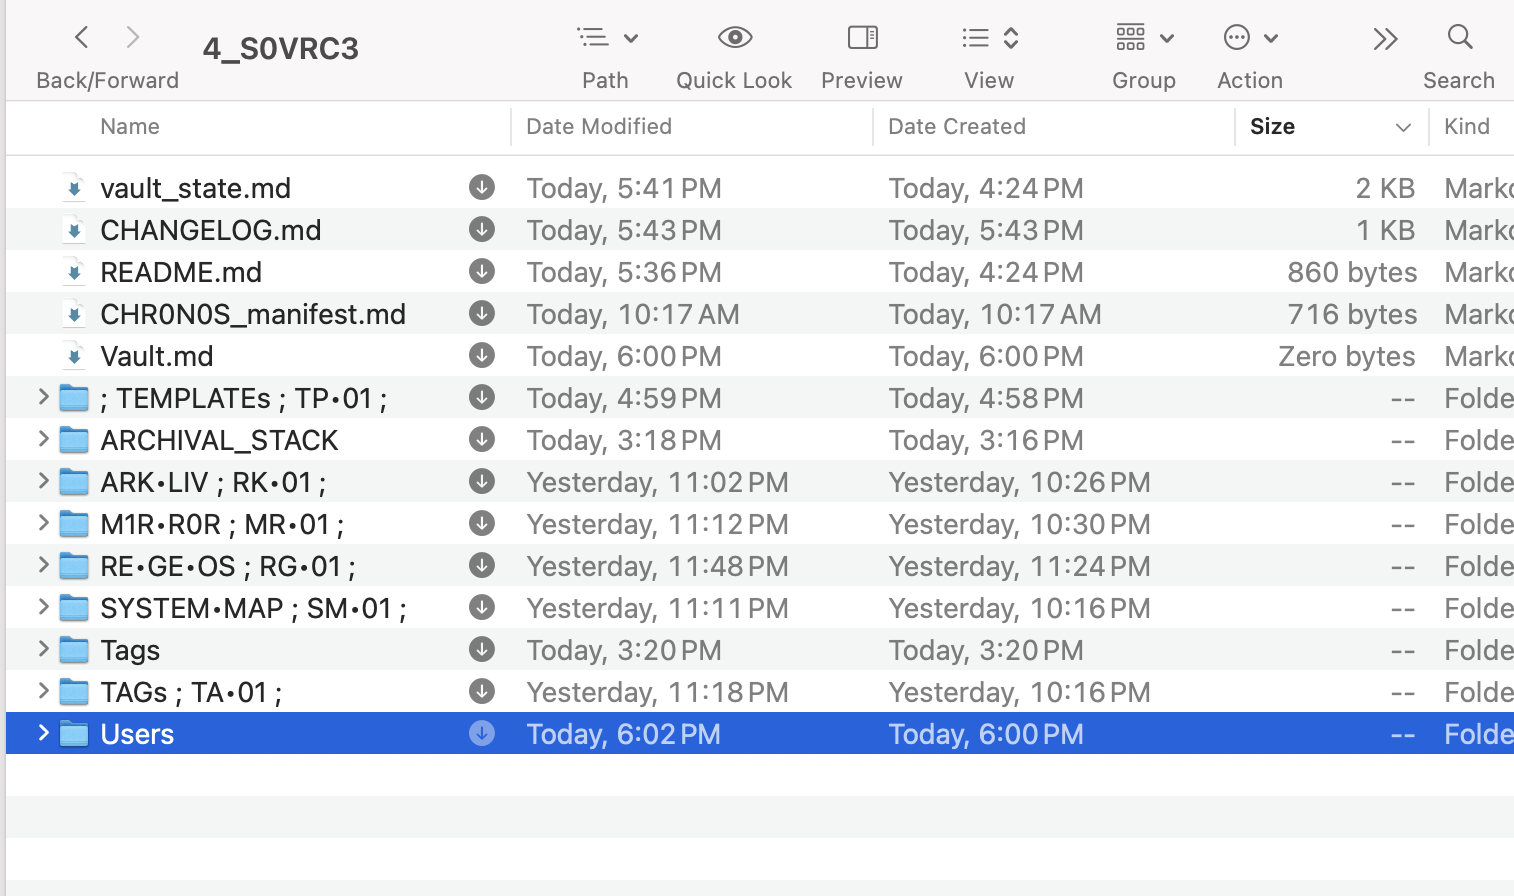 4_S0VRC3
Back/Forward
Path
Quick Look
Preview
View
Group
Action
Search
Name Date Modified Date Created Size Kind
vault_state.md Today, 5:41 PM Today, 4:24 PM 2 KB Markd
CHANGELOG.md Today, 5:43 PM Today, 5:43 PM 1 KB Markd
README.md Today, 5:36 PM Today, 4:24 PM 860 bytes Markd
CHR0N0S_manifest.md Today, 10:17 AM Today, 10:17 AM 716 bytes Markd
Vault.md Today, 6:00 PM Today, 6:00 PM Zero bytes Markd
; TEMPLATEs ; TP•01 ; Today, 4:59 PM Today, 4:58 PM -- Folde
ARCHIVAL_STACK Today, 3:18 PM Today, 3:16 PM -- Folde
ARK•LIV ; RK•01 ; Yesterday, 11:02 PM Yesterday, 10:26 PM -- Folde
M1R•R0R ; MR•01 ; Yesterday, 11:12 PM Yesterday, 10:30 PM -- Folde
RE•GE•OS ; RG•01 ; Yesterday, 11:48 PM Yesterday, 11:24 PM -- Folde
SYSTEM•MAP ; SM•01 ; Yesterday, 11:11 PM Yesterday, 10:16 PM -- Folde
Tags Today, 3:20 PM Today, 3:20 PM -- Folde
TAGs ; TA•01 ; Yesterday, 11:18 PM Yesterday, 10:16 PM -- Folde
Users Today, 6:02 PM Today, 6:00 PM -- Folde